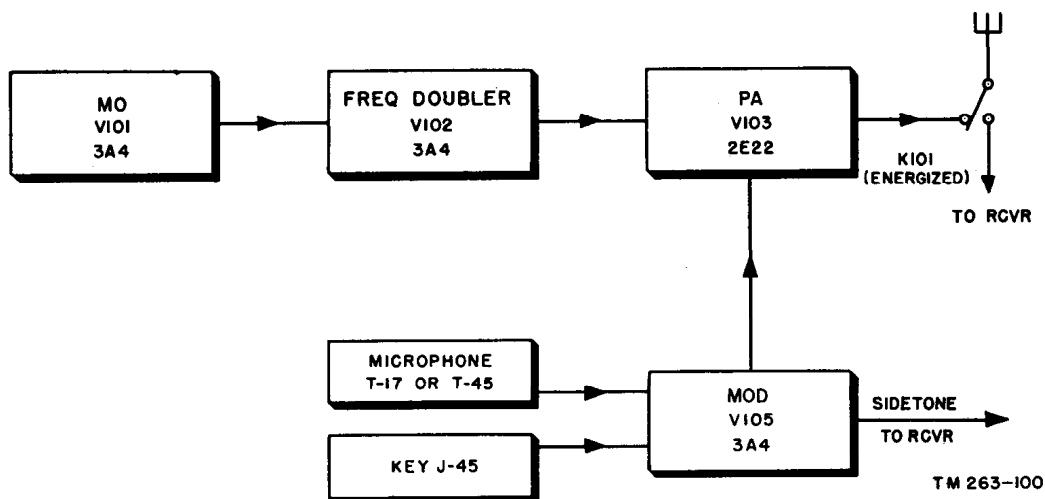 MO
V101
3A4
FREQ DOUBLER
V102
3A4
PA
V103
2E22
K101
(ENERGIZED)
TO RCVR
MICROPHONE
T-17 OR T-45
KEY J-45
MOD
V105
3A4
SIDETONE
TO RCVR
TM 263-100